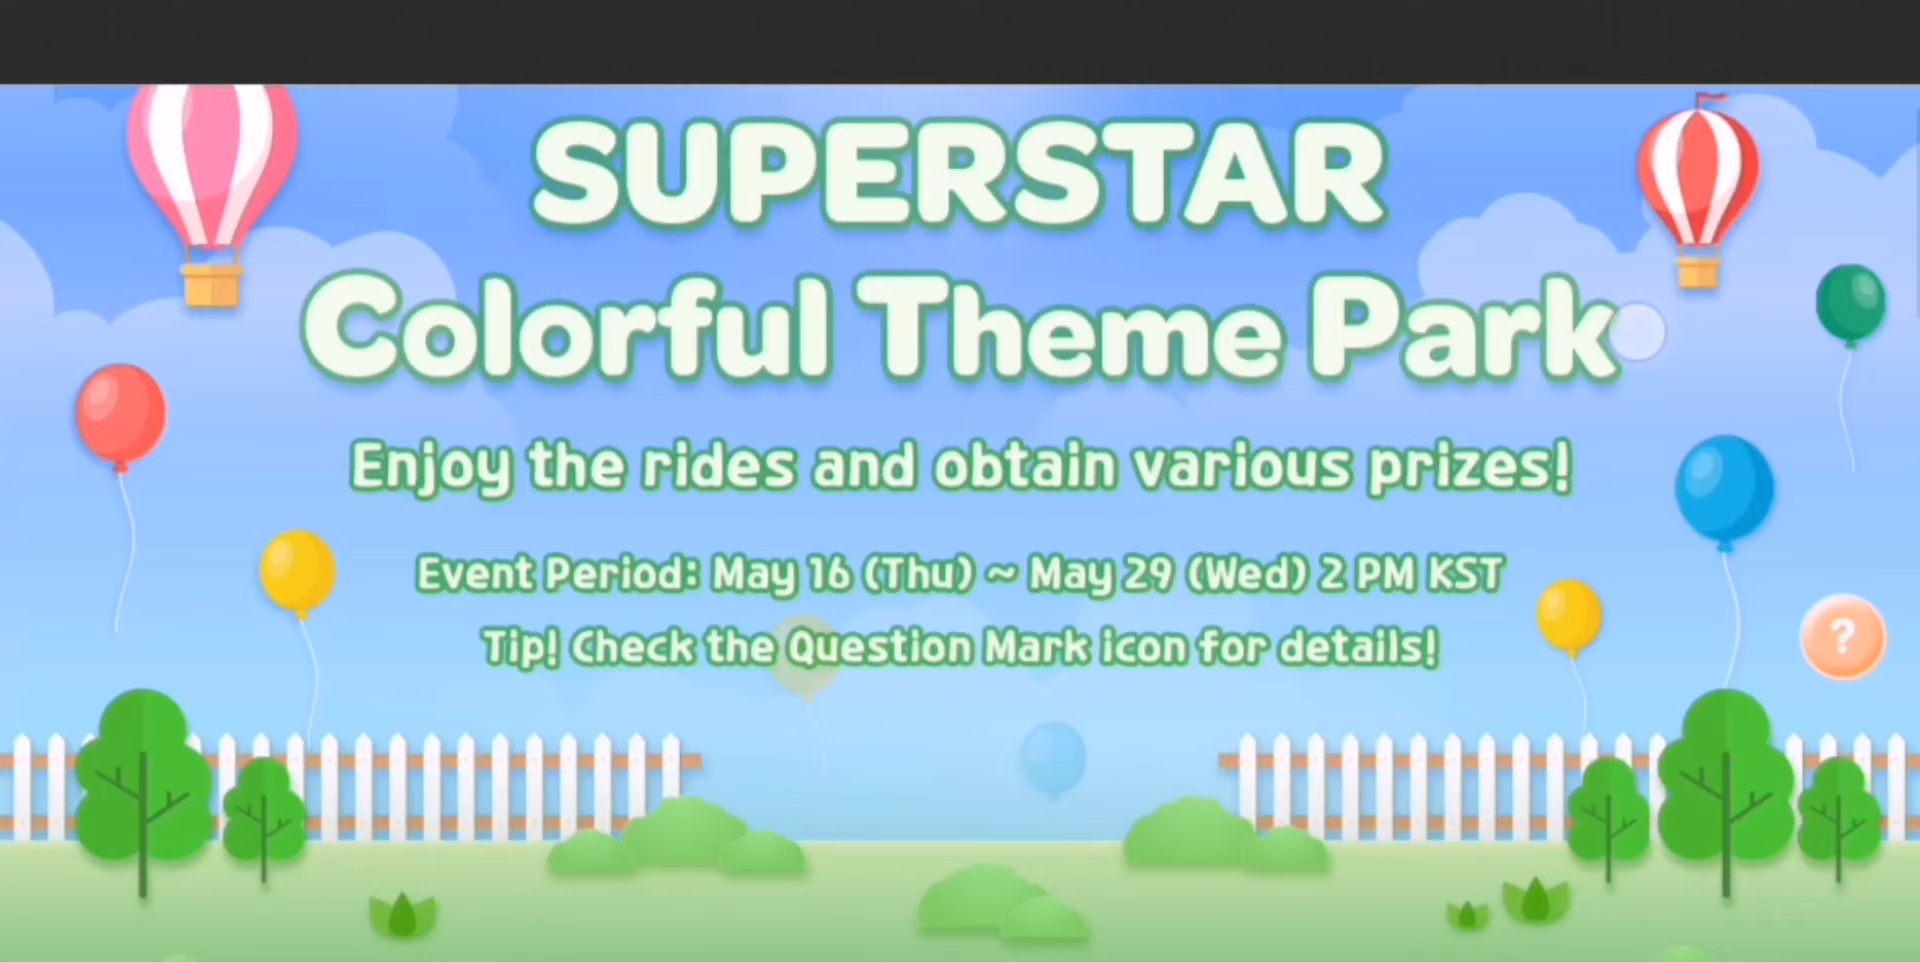 SUPERSTAR
Colorful Theme Park
Enjoy the rides and obtain various prizes!
Event Period: May 16 (Thu) ~ May 29 (Wed) 2 PM KST
Tip! Check the Question Mark icon for details!
?